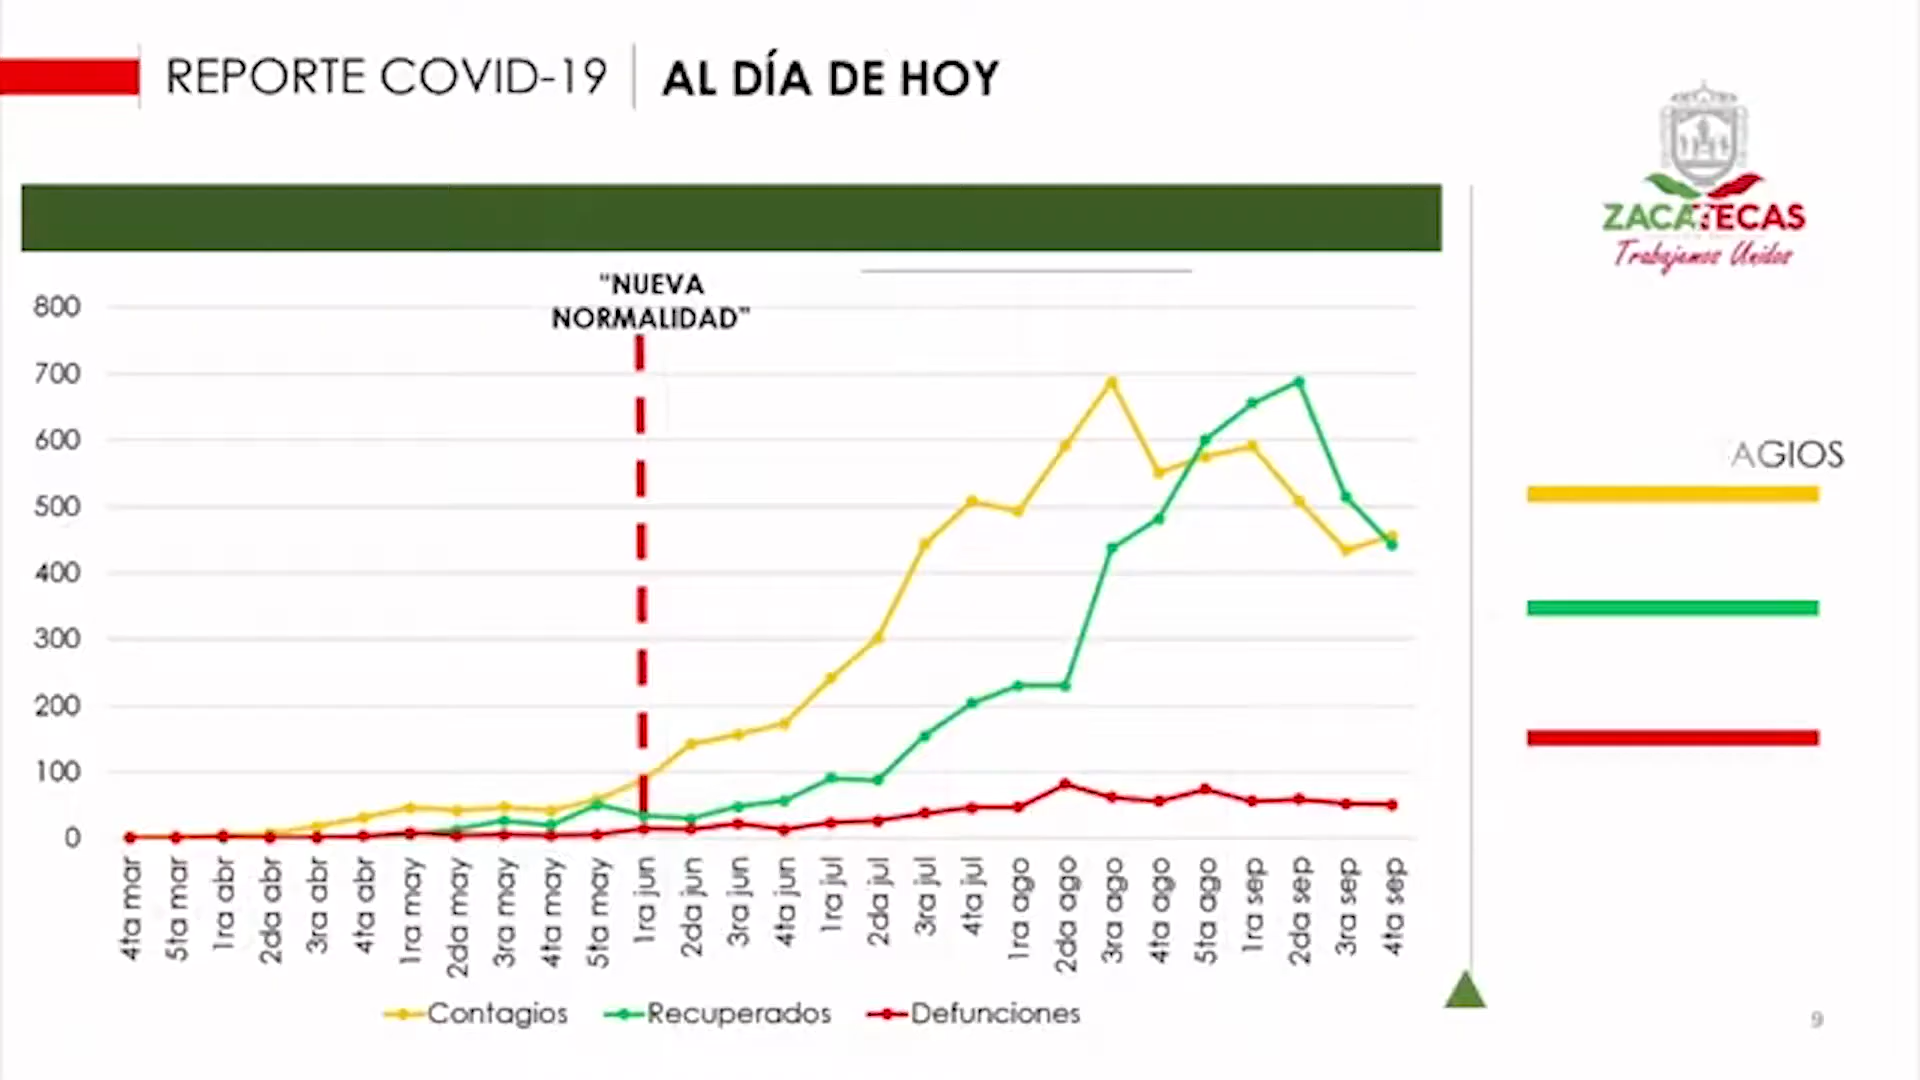 REPORTE COVID-19
AL DÍA DE HOY
ZACATECAS
Trabajemos Unidos
"NUEVA
NORMALIDAD"
800
700
600
500
400
300
200
100
0
AGIOS
4ta mar
5ta mar
1ra abr
2da abr
3ra abr
4ta abr
1ra may
2da may
3ra may
4ta may
5ta may
1ra jun
2da jun
3ra jun
4ta jun
1ra jul
2da jul
3ra jul
4ta jul
1ra ago
2da ago
3ra ago
4ta ago
5ta ago
1ra sep
2da sep
3ra sep
4ta sep
Contagios
Recuperados
Defunciones
9